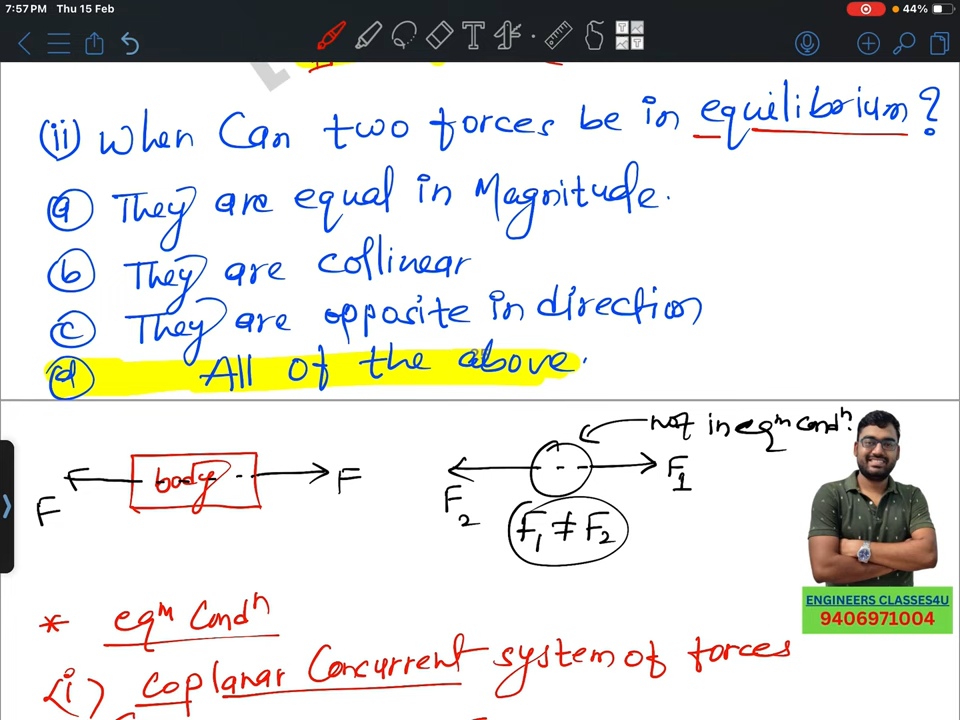 7:57 PM Thu 15 Feb
44%
(ii) When Can two forces be in equilibrium?
(a) They are equal in Magnitude.
(b) They are collinear
(c) They are opposite in direction
(d) All of the above.
not in eqᵐ condⁿ.
F body F
F₂ F₁
F₁ ≠ F₂
ENGINEERS CLASSES4U
9406971004
* eqᵐ Condⁿ
(i) coplanar Concurrent system of forces